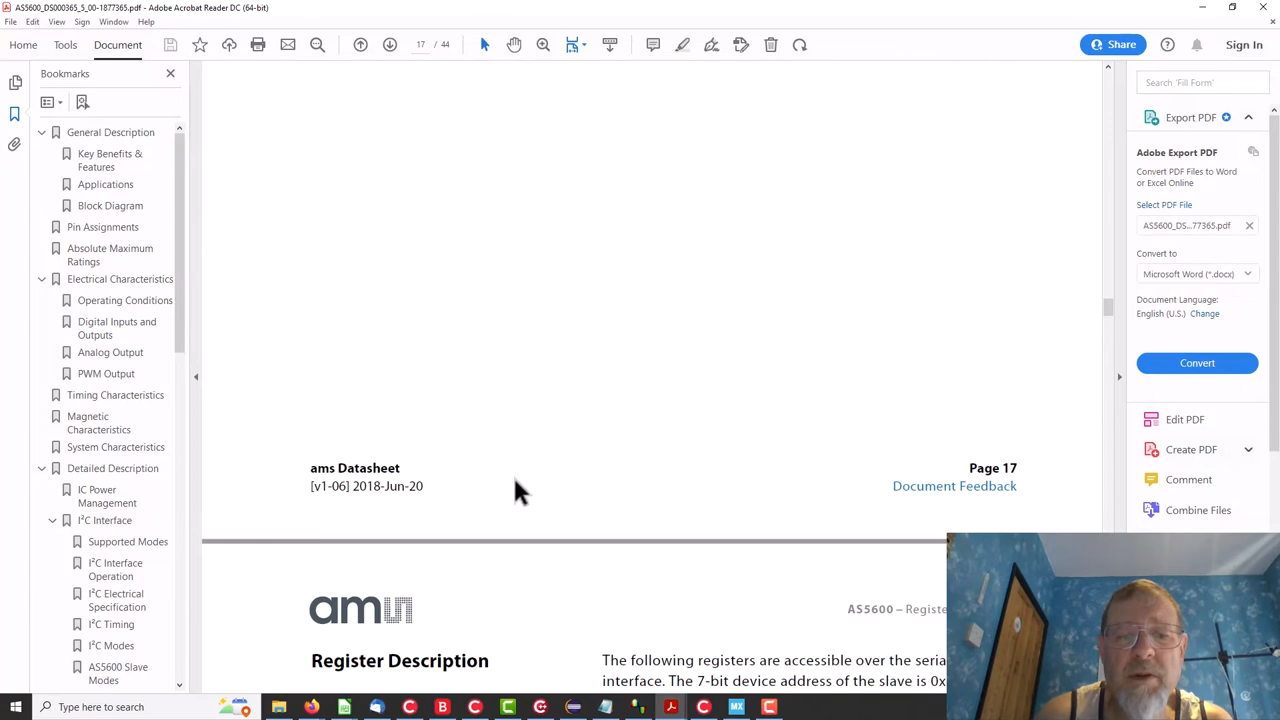 AS5600_DS000365_5_00-1877365.pdf - Adobe Acrobat Reader DC (64-bit)
File Edit View Sign Window Help
Home Tools Document 17 / 44 Share Sign In
Bookmarks
General Description
Key Benefits &
Features
Applications
Block Diagram
Pin Assignments
Absolute Maximum
Ratings
Electrical Characteristics
Operating Conditions
Digital Inputs and
Outputs
Analog Output
PWM Output
Timing Characteristics
Magnetic
Characteristics
System Characteristics
Detailed Description
IC Power
Management
I²C Interface
Supported Modes
I²C Interface
Operation
I²C Electrical
Specification
I²C Timing
I²C Modes
AS5600 Slave
Modes
ams Datasheet
[v1-06] 2018-Jun-20
Page 17
Document Feedback
am
AS5600 – Registe
Register Description
The following registers are accessible over the seria
interface. The 7-bit device address of the slave is 0x
Search 'Fill Form'
Export PDF
Adobe Export PDF
Convert PDF Files to Word
or Excel Online
Select PDF File
AS5600_DS...77365.pdf
Convert to
Microsoft Word (*.docx)
Document Language:
English (U.S.) Change
Convert
Edit PDF
Create PDF
Comment
Combine Files
Type here to search